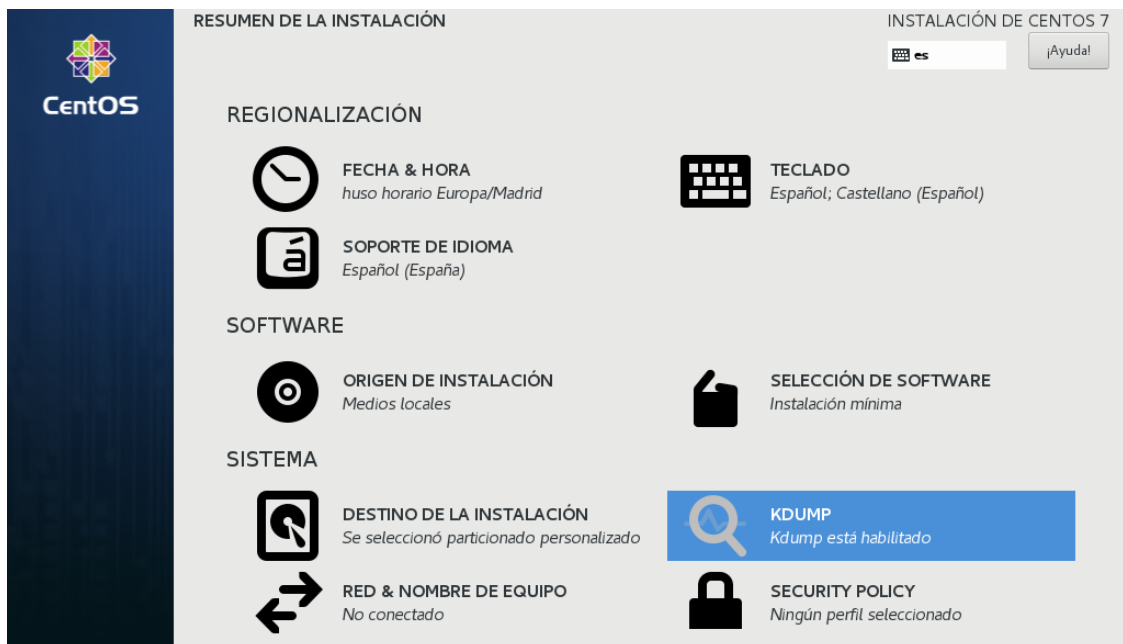 RESUMEN DE LA INSTALACIÓN
INSTALACIÓN DE CENTOS 7
es
¡Ayuda!
CentOS
REGIONALIZACIÓN
FECHA & HORA
huso horario Europa/Madrid
TECLADO
Español; Castellano (Español)
SOPORTE DE IDIOMA
Español (España)
SOFTWARE
ORIGEN DE INSTALACIÓN
Medios locales
SELECCIÓN DE SOFTWARE
Instalación mínima
SISTEMA
DESTINO DE LA INSTALACIÓN
Se seleccionó particionado personalizado
KDUMP
Kdump está habilitado
RED & NOMBRE DE EQUIPO
No conectado
SECURITY POLICY
Ningún perfil seleccionado